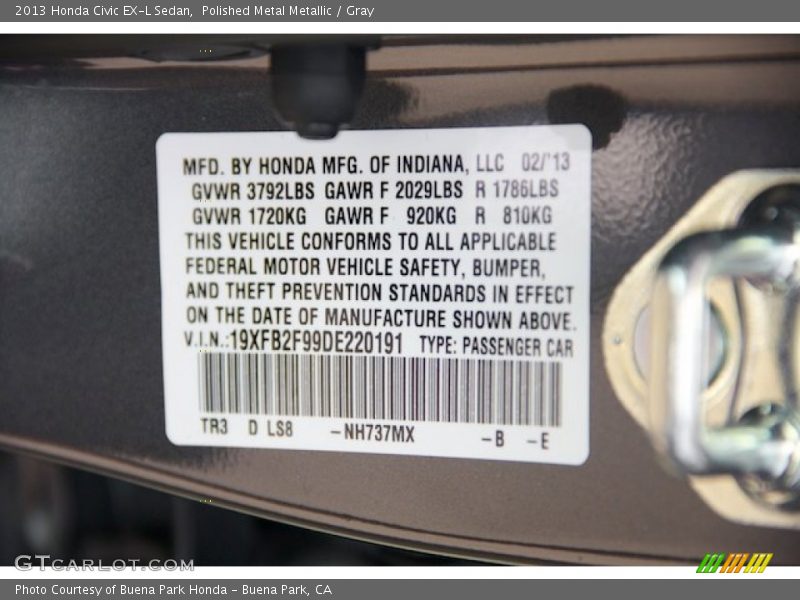 2013 Honda Civic EX-L Sedan,  Polished Metal Metallic / Gray
MFD. BY HONDA MFG. OF INDIANA, LLC 02/'13
GVWR 3792LBS GAWR F 2029LBS R 1786LBS
GVWR 1720KG GAWR F 920KG R 810KG
THIS VEHICLE CONFORMS TO ALL APPLICABLE
FEDERAL MOTOR VEHICLE SAFETY, BUMPER,
AND THEFT PREVENTION STANDARDS IN EFFECT
ON THE DATE OF MANUFACTURE SHOWN ABOVE.
V.I.N.:19XFB2F99DE220191 TYPE: PASSENGER CAR
TR3 D LS8 -NH737MX -B -E
GTCARLOT.COM
Photo Courtesy of Buena Park Honda - Buena Park, CA